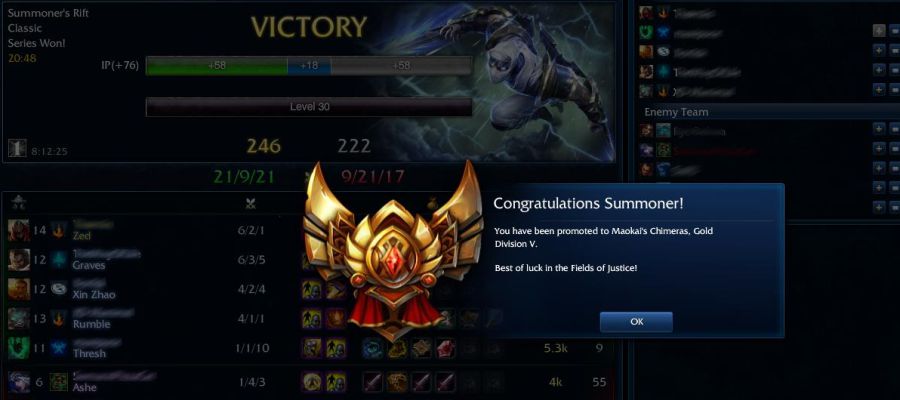 Summoner's Rift
Classic
Series Won!
20:48
VICTORY
IP(+76)
+58
+18
+58
Level 30
8:12:25
246
222
21/9/21
9/21/17
Enemy Team
Congratulations Summoner!
You have been promoted to Maokai's Chimeras, Gold
Division V.
Best of luck in the Fields of Justice!
OK
14
Zed
6/2/1
12
Graves
6/3/5
12
Xin Zhao
4/2/4
13
Rumble
4/1/1
11
Thresh
1/1/10
5.3k
9
6
Ashe
1/4/3
4k
55